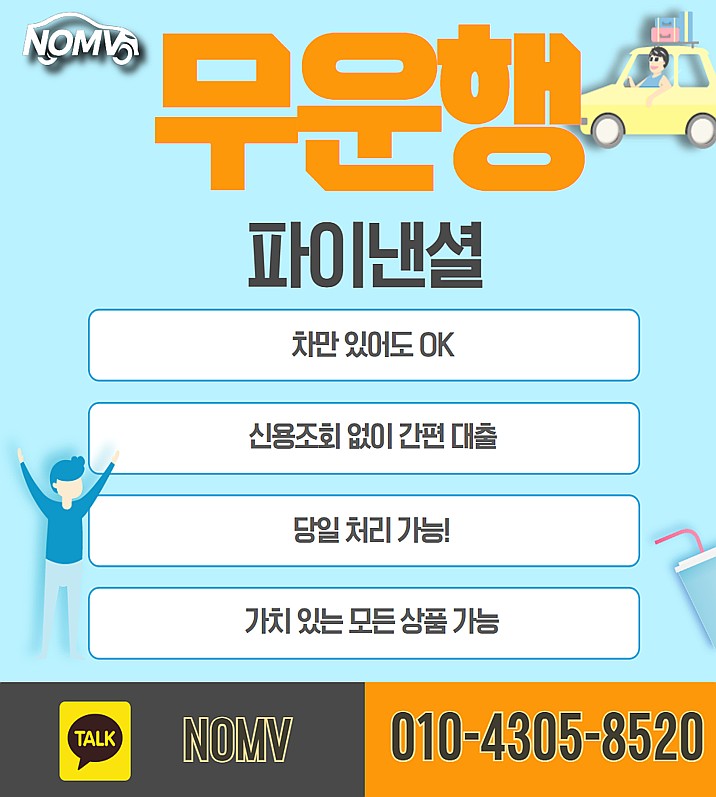 NOMV
무운행
파이낸셜
차만 있어도 OK
신용조회 없이 간편 대출
당일 처리 가능!
가치 있는 모든 상품 가능
TALK
NOMV
010-4305-8520